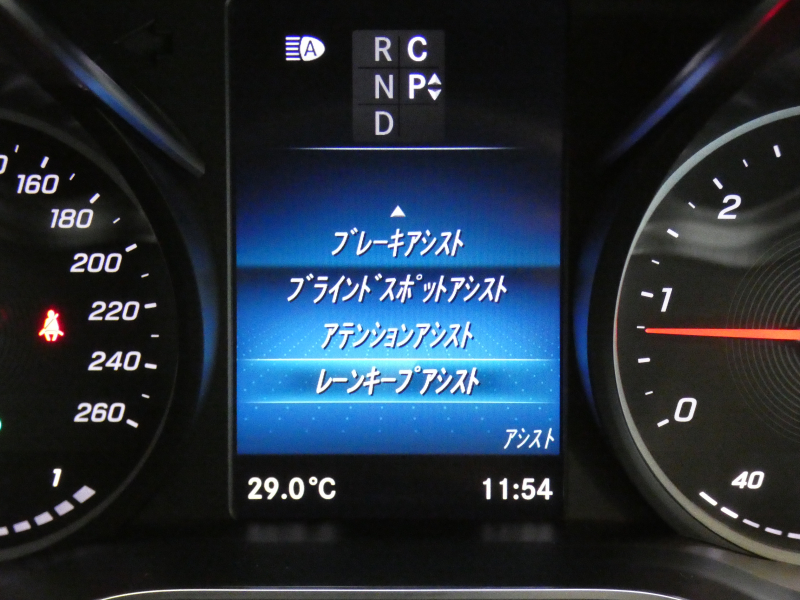 A
R C
N P
D
160
180
200
220
240
260
1
ブレーキアシスト
ブラインドスポットアシスト
アテンションアシスト
レーンキープアシスト
アシスト
29.0°C
11:54
2
1
0
40